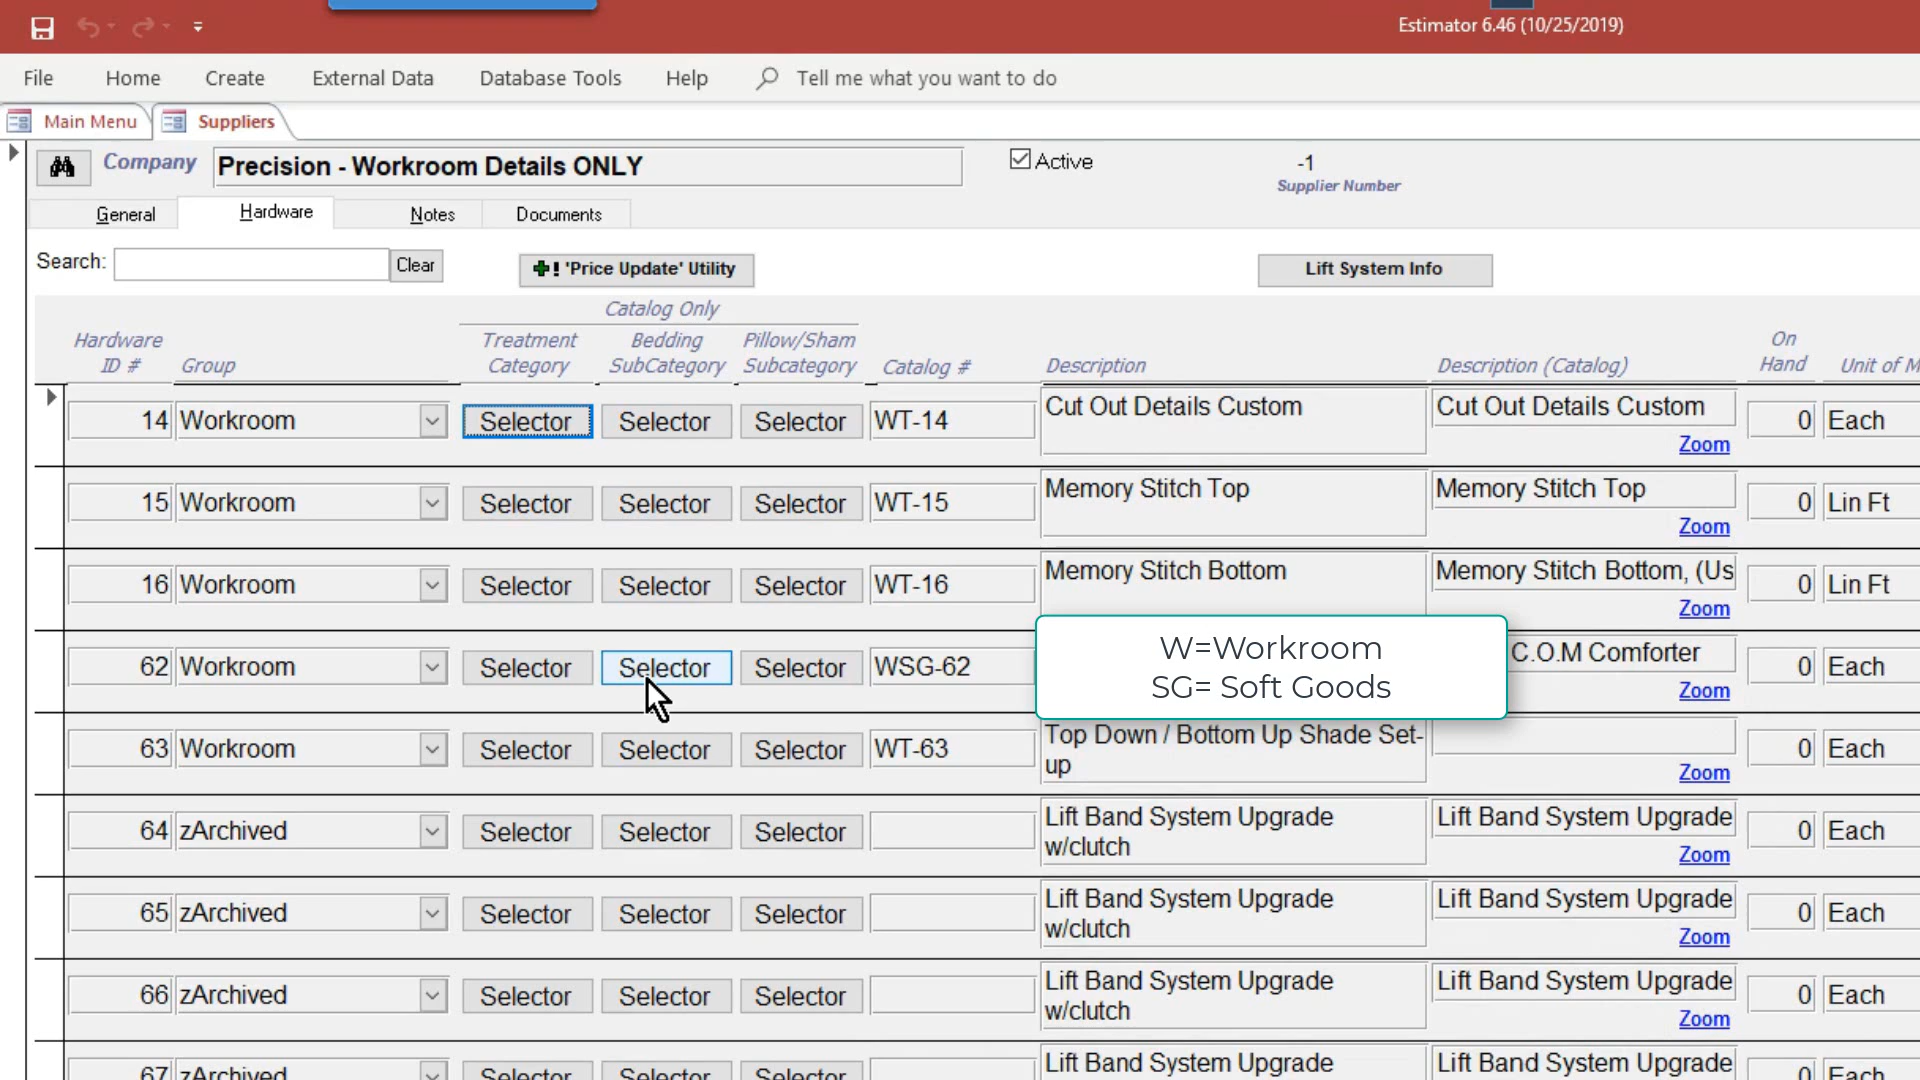 Estimator 6.46 (10/25/2019)
File Home Create External Data Database Tools Help Tell me what you want to do
Main Menu Suppliers
Company Precision - Workroom Details ONLY Active -1
Supplier Number
General Hardware Notes Documents
Search: Clear ! 'Price Update' Utility Lift System Info
Catalog Only
Hardware ID # Group Treatment Category Bedding SubCategory Pillow/Sham Subcategory Catalog # Description Description (Catalog) On Hand Unit of M
14 Workroom Selector Selector Selector WT-14 Cut Out Details Custom Cut Out Details Custom 0 Each
Zoom
15 Workroom Selector Selector Selector WT-15 Memory Stitch Top Memory Stitch Top 0 Lin Ft
Zoom
16 Workroom Selector Selector Selector WT-16 Memory Stitch Bottom Memory Stitch Bottom, (Us 0 Lin Ft
Zoom
62 Workroom Selector Selector Selector WSG-62 C.O.M Comforter 0 Each
Zoom
W=Workroom
SG= Soft Goods
63 Workroom Selector Selector Selector WT-63 Top Down / Bottom Up Shade Set-up 0 Each
Zoom
64 zArchived Selector Selector Selector Lift Band System Upgrade w/clutch Lift Band System Upgrade 0 Each
Zoom
65 zArchived Selector Selector Selector Lift Band System Upgrade w/clutch Lift Band System Upgrade 0 Each
Zoom
66 zArchived Selector Selector Selector Lift Band System Upgrade w/clutch Lift Band System Upgrade 0 Each
Zoom
67 zArchived Selector Selector Selector Lift Band System Upgrade Lift Band System Upgrade 0 Each